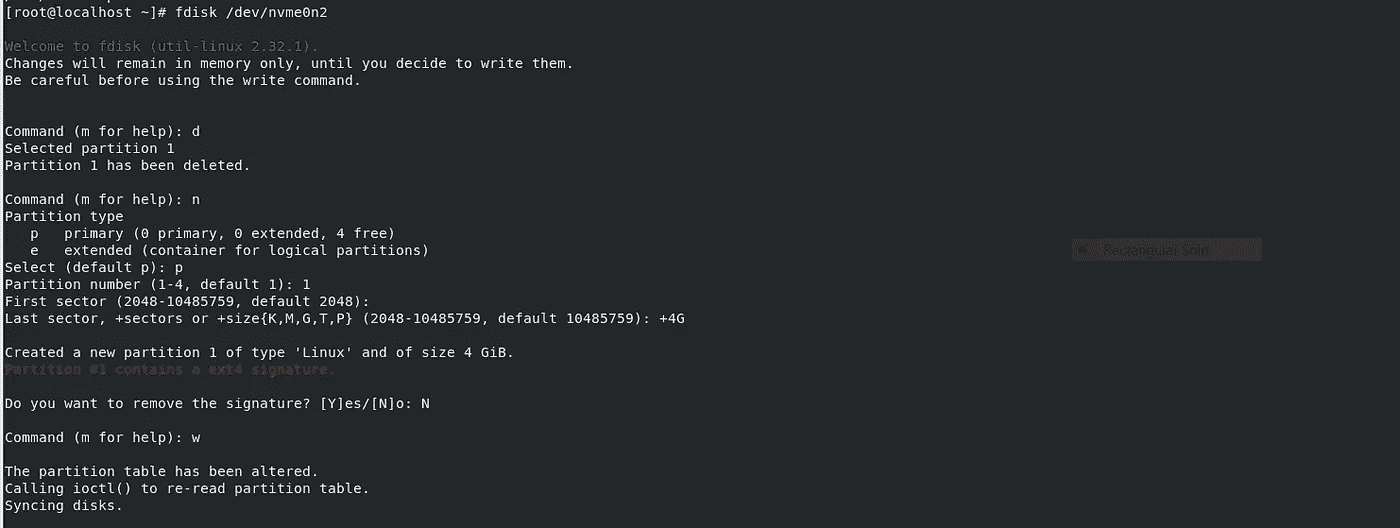 [root@localhost ~]# fdisk /dev/nvme0n2
Welcome to fdisk (util-linux 2.32.1).
Changes will remain in memory only, until you decide to write them.
Be careful before using the write command.
Command (m for help): d
Selected partition 1
Partition 1 has been deleted.
Command (m for help): n
Partition type
   p   primary (0 primary, 0 extended, 4 free)
   e   extended (container for logical partitions)
Select (default p): p
Partition number (1-4, default 1): 1
First sector (2048-10485759, default 2048):
Last sector, +sectors or +size{K,M,G,T,P} (2048-10485759, default 10485759): +4G
Created a new partition 1 of type 'Linux' and of size 4 GiB.
Partition #1 contains a ext4 signature.
Do you want to remove the signature? [Y]es/[N]o: N
Command (m for help): w
The partition table has been altered.
Calling ioctl() to re-read partition table.
Syncing disks.
Rectangular Snip